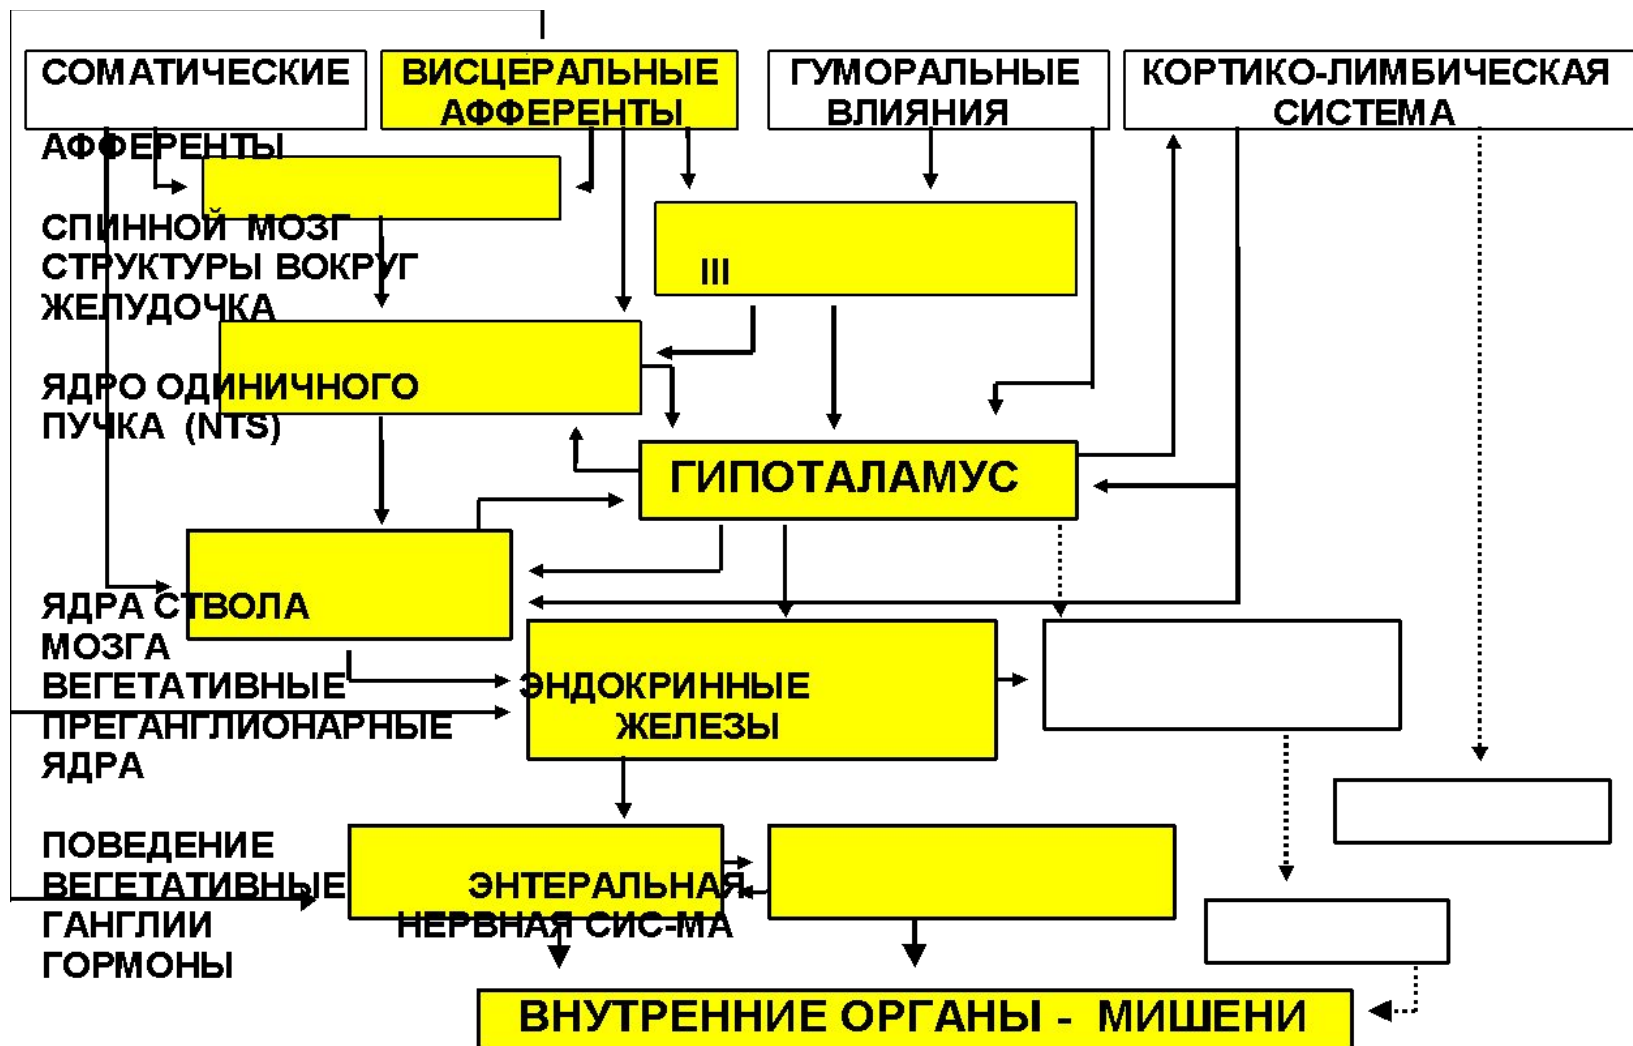 СОМАТИЧЕСКИЕ
АФФЕРЕНТЫ
ВИСЦЕРАЛЬНЫЕ
АФФЕРЕНТЫ
ГУМОРАЛЬНЫЕ
ВЛИЯНИЯ
КОРТИКО-ЛИМБИЧЕСКАЯ
СИСТЕМА
СПИННОЙ МОЗГ
СТРУКТУРЫ ВОКРУГ
III
ЖЕЛУДОЧКА
ЯДРО ОДИНИЧНОГО
ПУЧКА (NTS)
ГИПОТАЛАМУС
ЯДРА СТВОЛА
МОЗГА
ВЕГЕТАТИВНЫЕ
ПРЕГАНГЛИОНАРНЫЕ
ЯДРА
ЭНДОКРИННЫЕ
ЖЕЛЕЗЫ
ПОВЕДЕНИЕ
ВЕГЕТАТИВНЫЕ
ГАНГЛИИ
ГОРМОНЫ
ЭНТЕРАЛЬНАЯ
НЕРВНАЯ СИС-МА
ВНУТРЕННИЕ ОРГАНЫ - МИШЕНИ